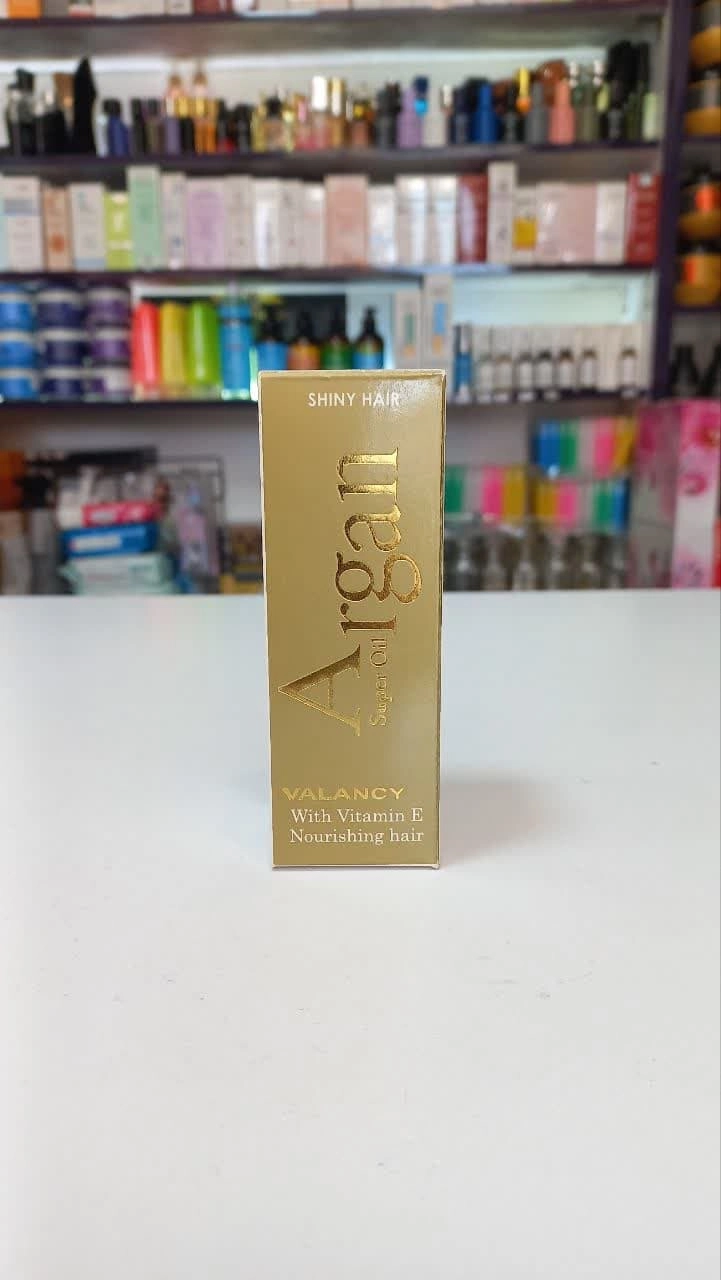 SHINY HAIR
Argan
Super Oil
VALANCY
With Vitamin E
Nourishing hair